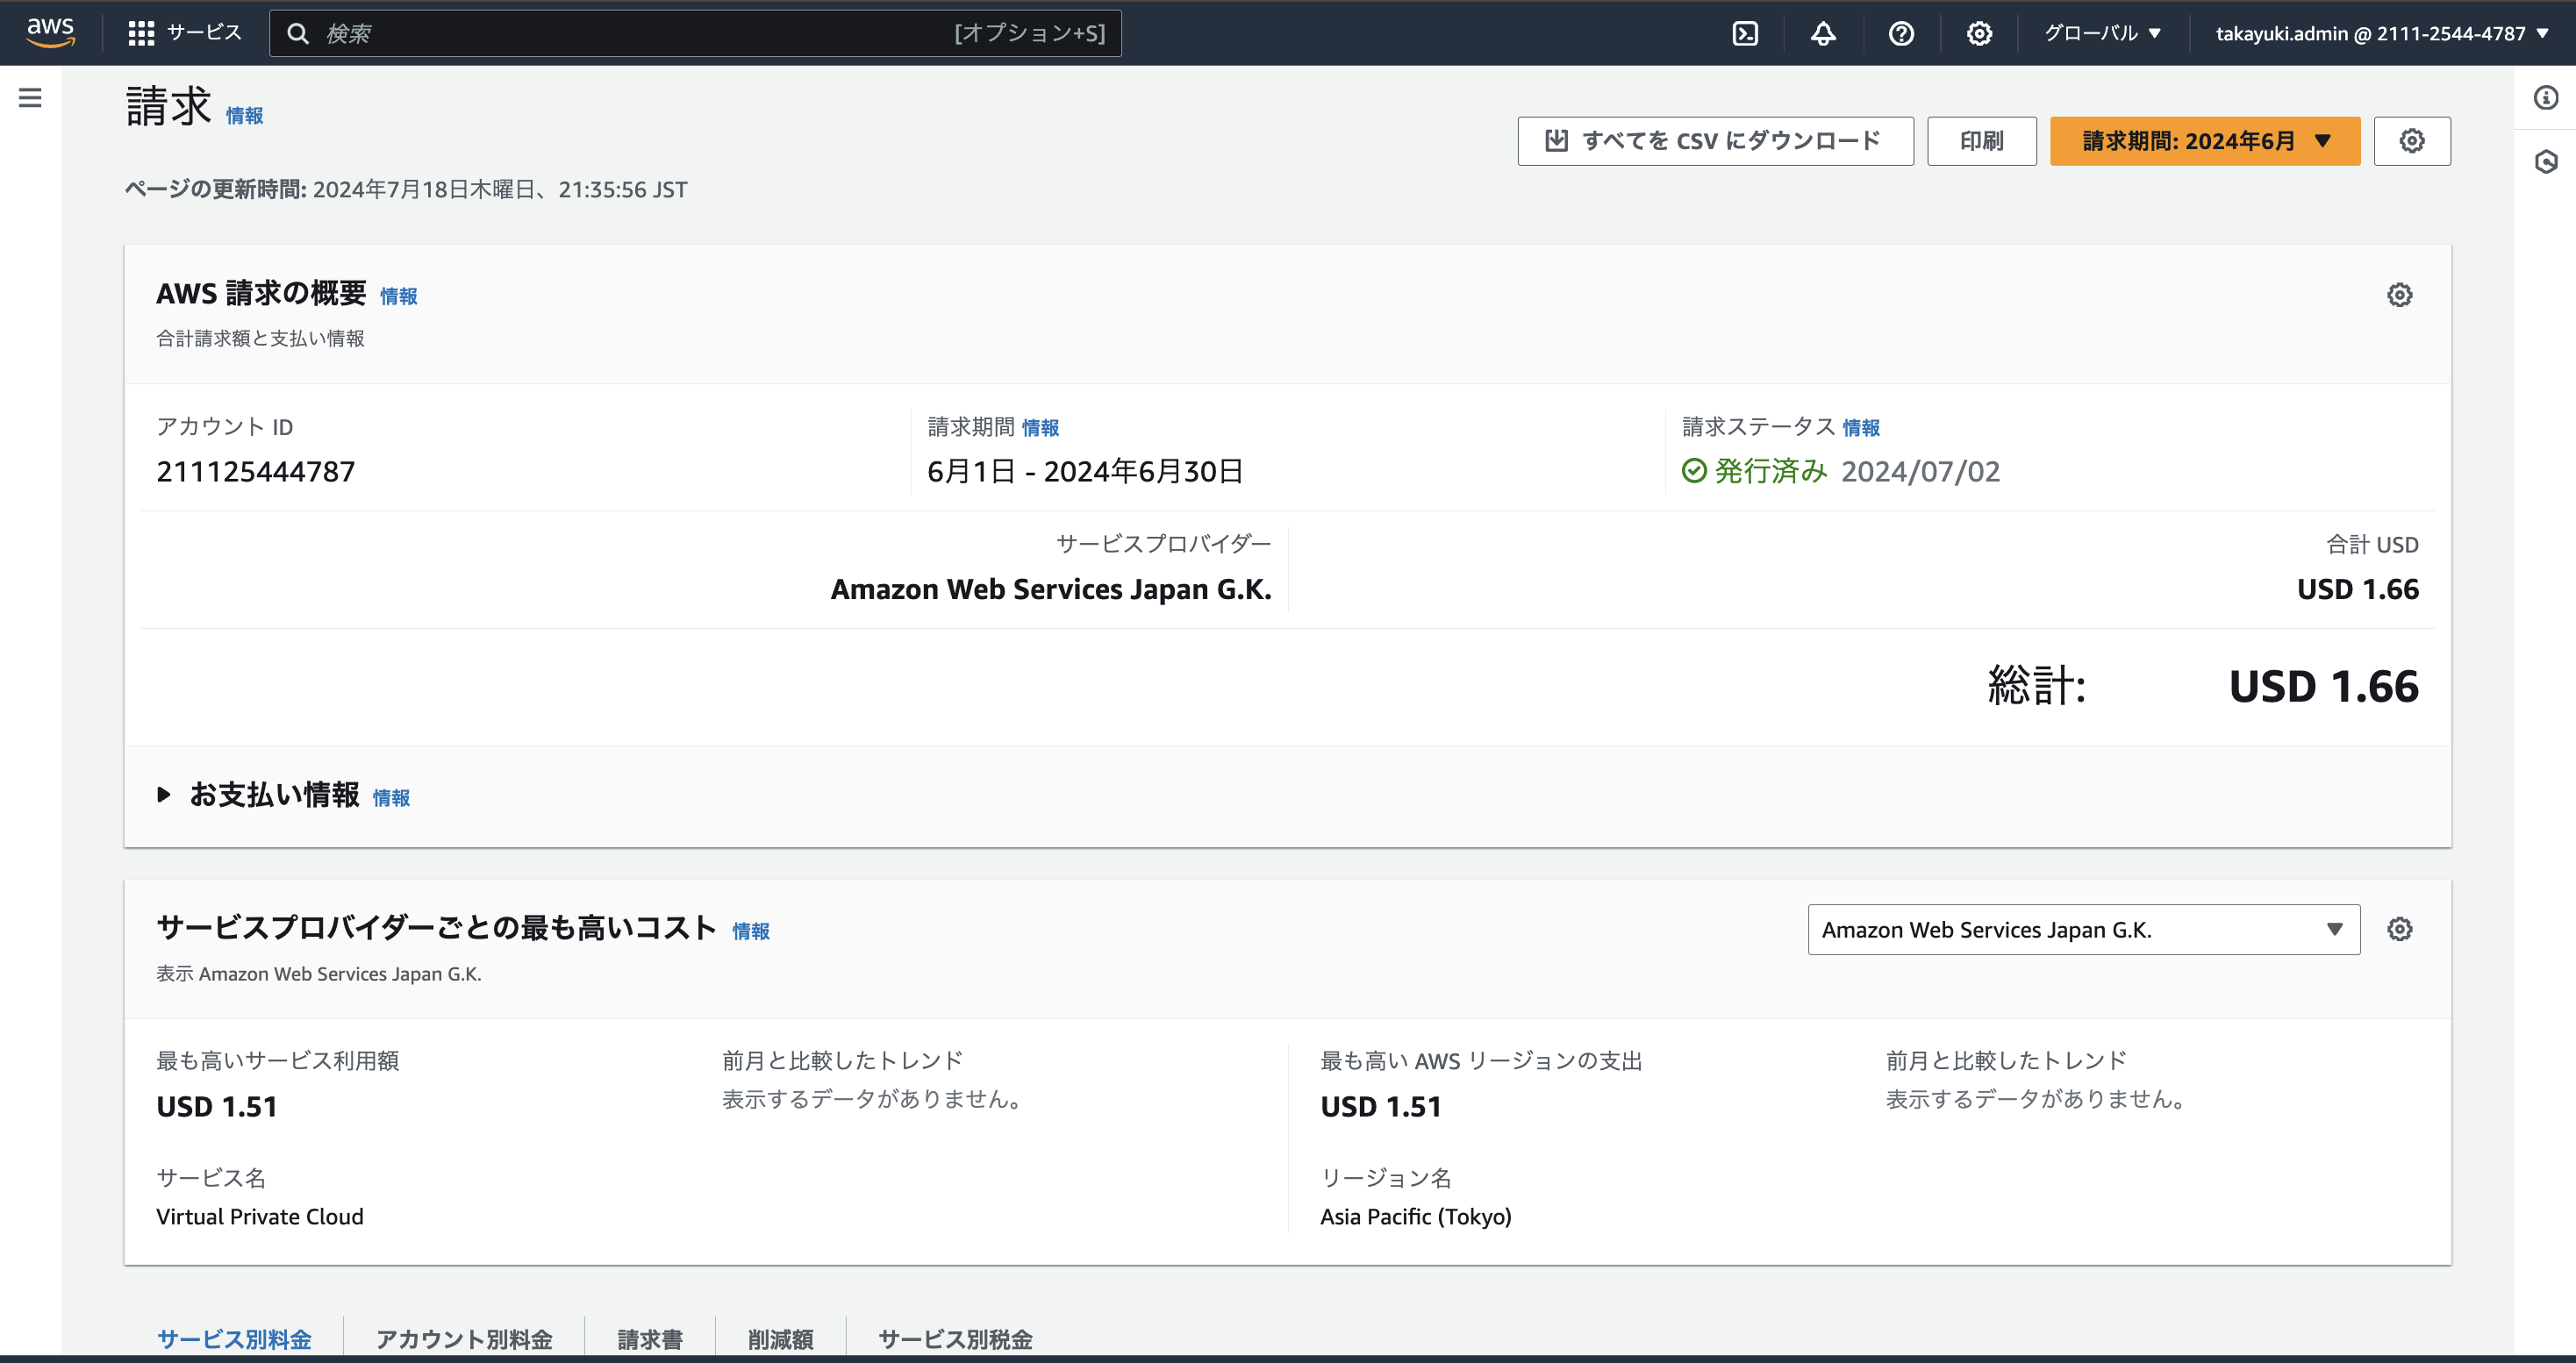 aws サービス 検索 [オプション+S] グローバル ▼ takayuki.admin @ 2111-2544-4787 ▼
請求 情報
すべてを CSV にダウンロード 印刷 請求期間: 2024年6月 ▼
ページの更新時間: 2024年7月18日木曜日、21:35:56 JST
AWS 請求の概要 情報
合計請求額と支払い情報
アカウント ID
211125444787
請求期間 情報
6月1日 - 2024年6月30日
請求ステータス 情報
発行済み 2024/07/02
サービスプロバイダー
Amazon Web Services Japan G.K.
合計 USD
USD 1.66
総計: USD 1.66
お支払い情報 情報
サービスプロバイダーごとの最も高いコスト 情報
表示 Amazon Web Services Japan G.K.
Amazon Web Services Japan G.K.
最も高いサービス利用額
USD 1.51
前月と比較したトレンド
表示するデータがありません。
サービス名
Virtual Private Cloud
最も高い AWS リージョンの支出
USD 1.51
前月と比較したトレンド
表示するデータがありません。
リージョン名
Asia Pacific (Tokyo)
サービス別料金 アカウント別料金 請求書 削減額 サービス別税金